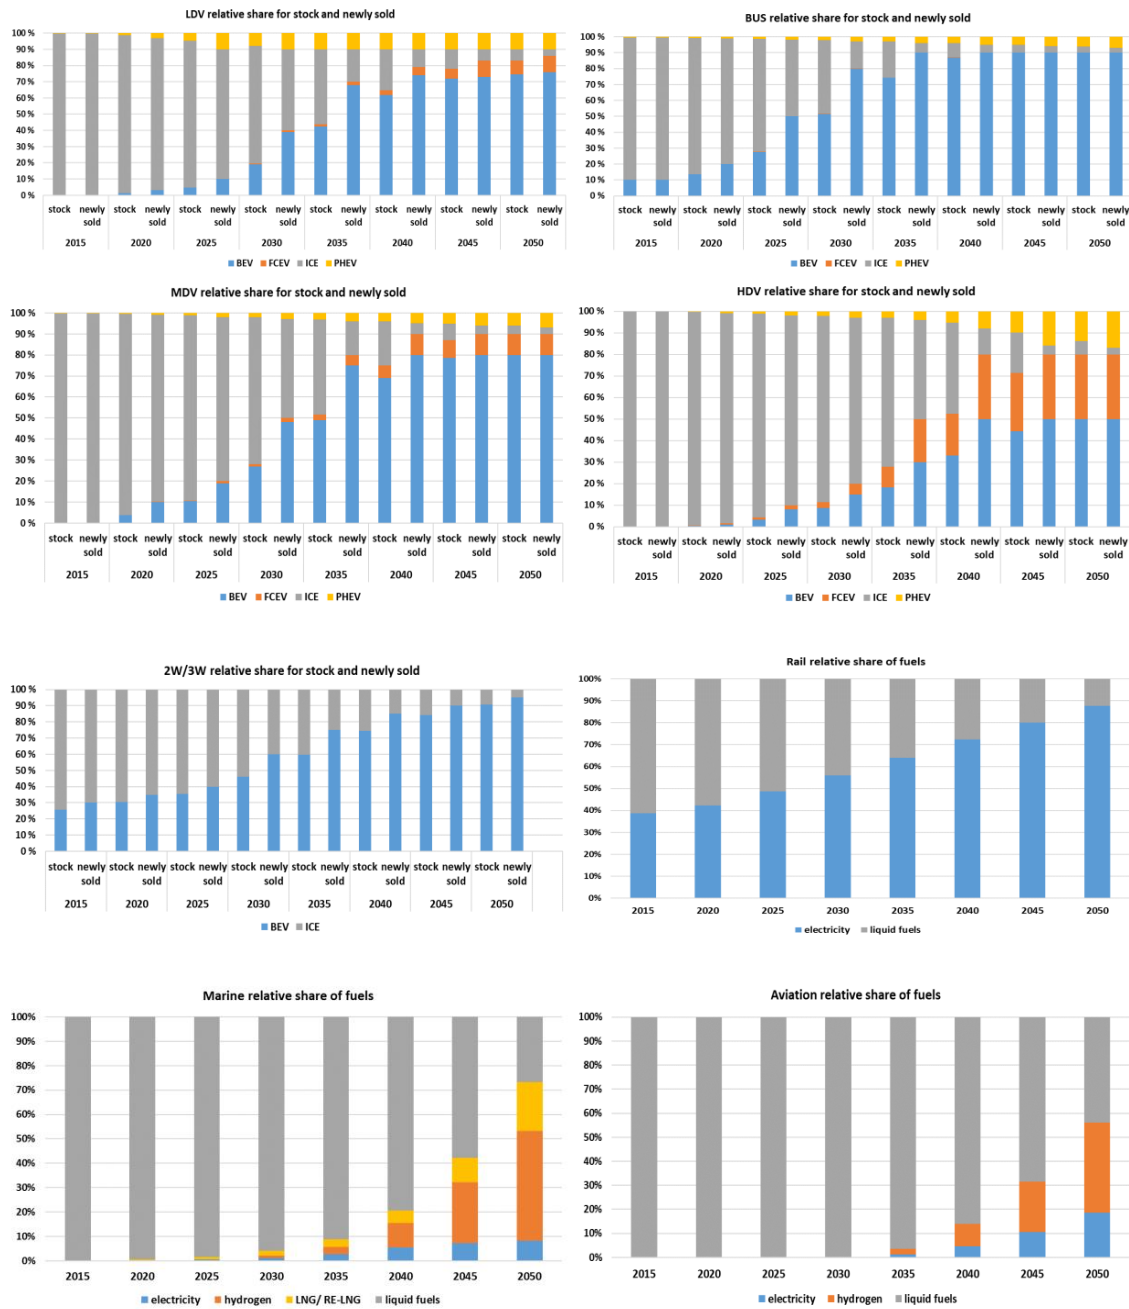 LDV relative share for stock and newly sold
100 %
90 %
80 %
70 %
60 %
50 %
40 %
30 %
20 %
10 %
0 %
stock newly stock newly stock newly stock newly stock newly stock newly stock newly stock newly
sold sold sold sold sold sold sold sold
2015 2020 2025 2030 2035 2040 2045 2050
BEV FCEV ICE PHEV
BUS relative share for stock and newly sold
100 %
90 %
80 %
70 %
60 %
50 %
40 %
30 %
20 %
10 %
0 %
stock newly stock newly stock newly stock newly stock newly stock newly stock newly stock newly
sold sold sold sold sold sold sold sold
2015 2020 2025 2030 2035 2040 2045 2050
BEV FCEV ICE PHEV
MDV relative share for stock and newly sold
100 %
90 %
80 %
70 %
60 %
50 %
40 %
30 %
20 %
10 %
0 %
stock newly stock newly stock newly stock newly stock newly stock newly stock newly stock newly
sold sold sold sold sold sold sold sold
2015 2020 2025 2030 2035 2040 2045 2050
BEV FCEV ICE PHEV
HDV relative share for stock and newly sold
100 %
90 %
80 %
70 %
60 %
50 %
40 %
30 %
20 %
10 %
0 %
stock newly stock newly stock newly stock newly stock newly stock newly stock newly stock newly
sold sold sold sold sold sold sold sold
2015 2020 2025 2030 2035 2040 2045 2050
BEV FCEV ICE PHEV
2W/3W relative share for stock and newly sold
100 %
90 %
80 %
70 %
60 %
50 %
40 %
30 %
20 %
10 %
0 %
stock newly stock newly stock newly stock newly stock newly stock newly stock newly stock newly
sold sold sold sold sold sold sold sold
2015 2020 2025 2030 2035 2040 2045 2050
BEV ICE
Rail relative share of fuels
100%
90%
80%
70%
60%
50%
40%
30%
20%
10%
0%
2015 2020 2025 2030 2035 2040 2045 2050
electricity liquid fuels
Marine relative share of fuels
100%
90%
80%
70%
60%
50%
40%
30%
20%
10%
0%
2015 2020 2025 2030 2035 2040 2045 2050
electricity hydrogen LNG/ RE-LNG liquid fuels
Aviation relative share of fuels
100%
90%
80%
70%
60%
50%
40%
30%
20%
10%
0%
2015 2020 2025 2030 2035 2040 2045 2050
electricity hydrogen liquid fuels